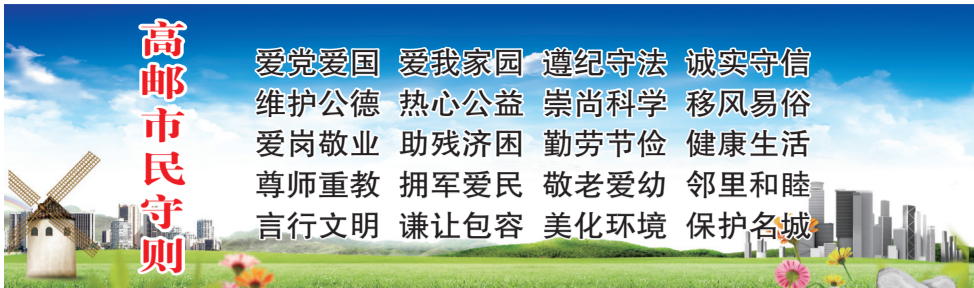 高邮市民守则
爱党爱国 爱我家园 遵纪守法 诚实守信
维护公德 热心公益 崇尚科学 移风易俗
爱岗敬业 助残济困 勤劳节俭 健康生活
尊师重教 拥军爱民 敬老爱幼 邻里和睦
言行文明 谦让包容 美化环境 保护名城